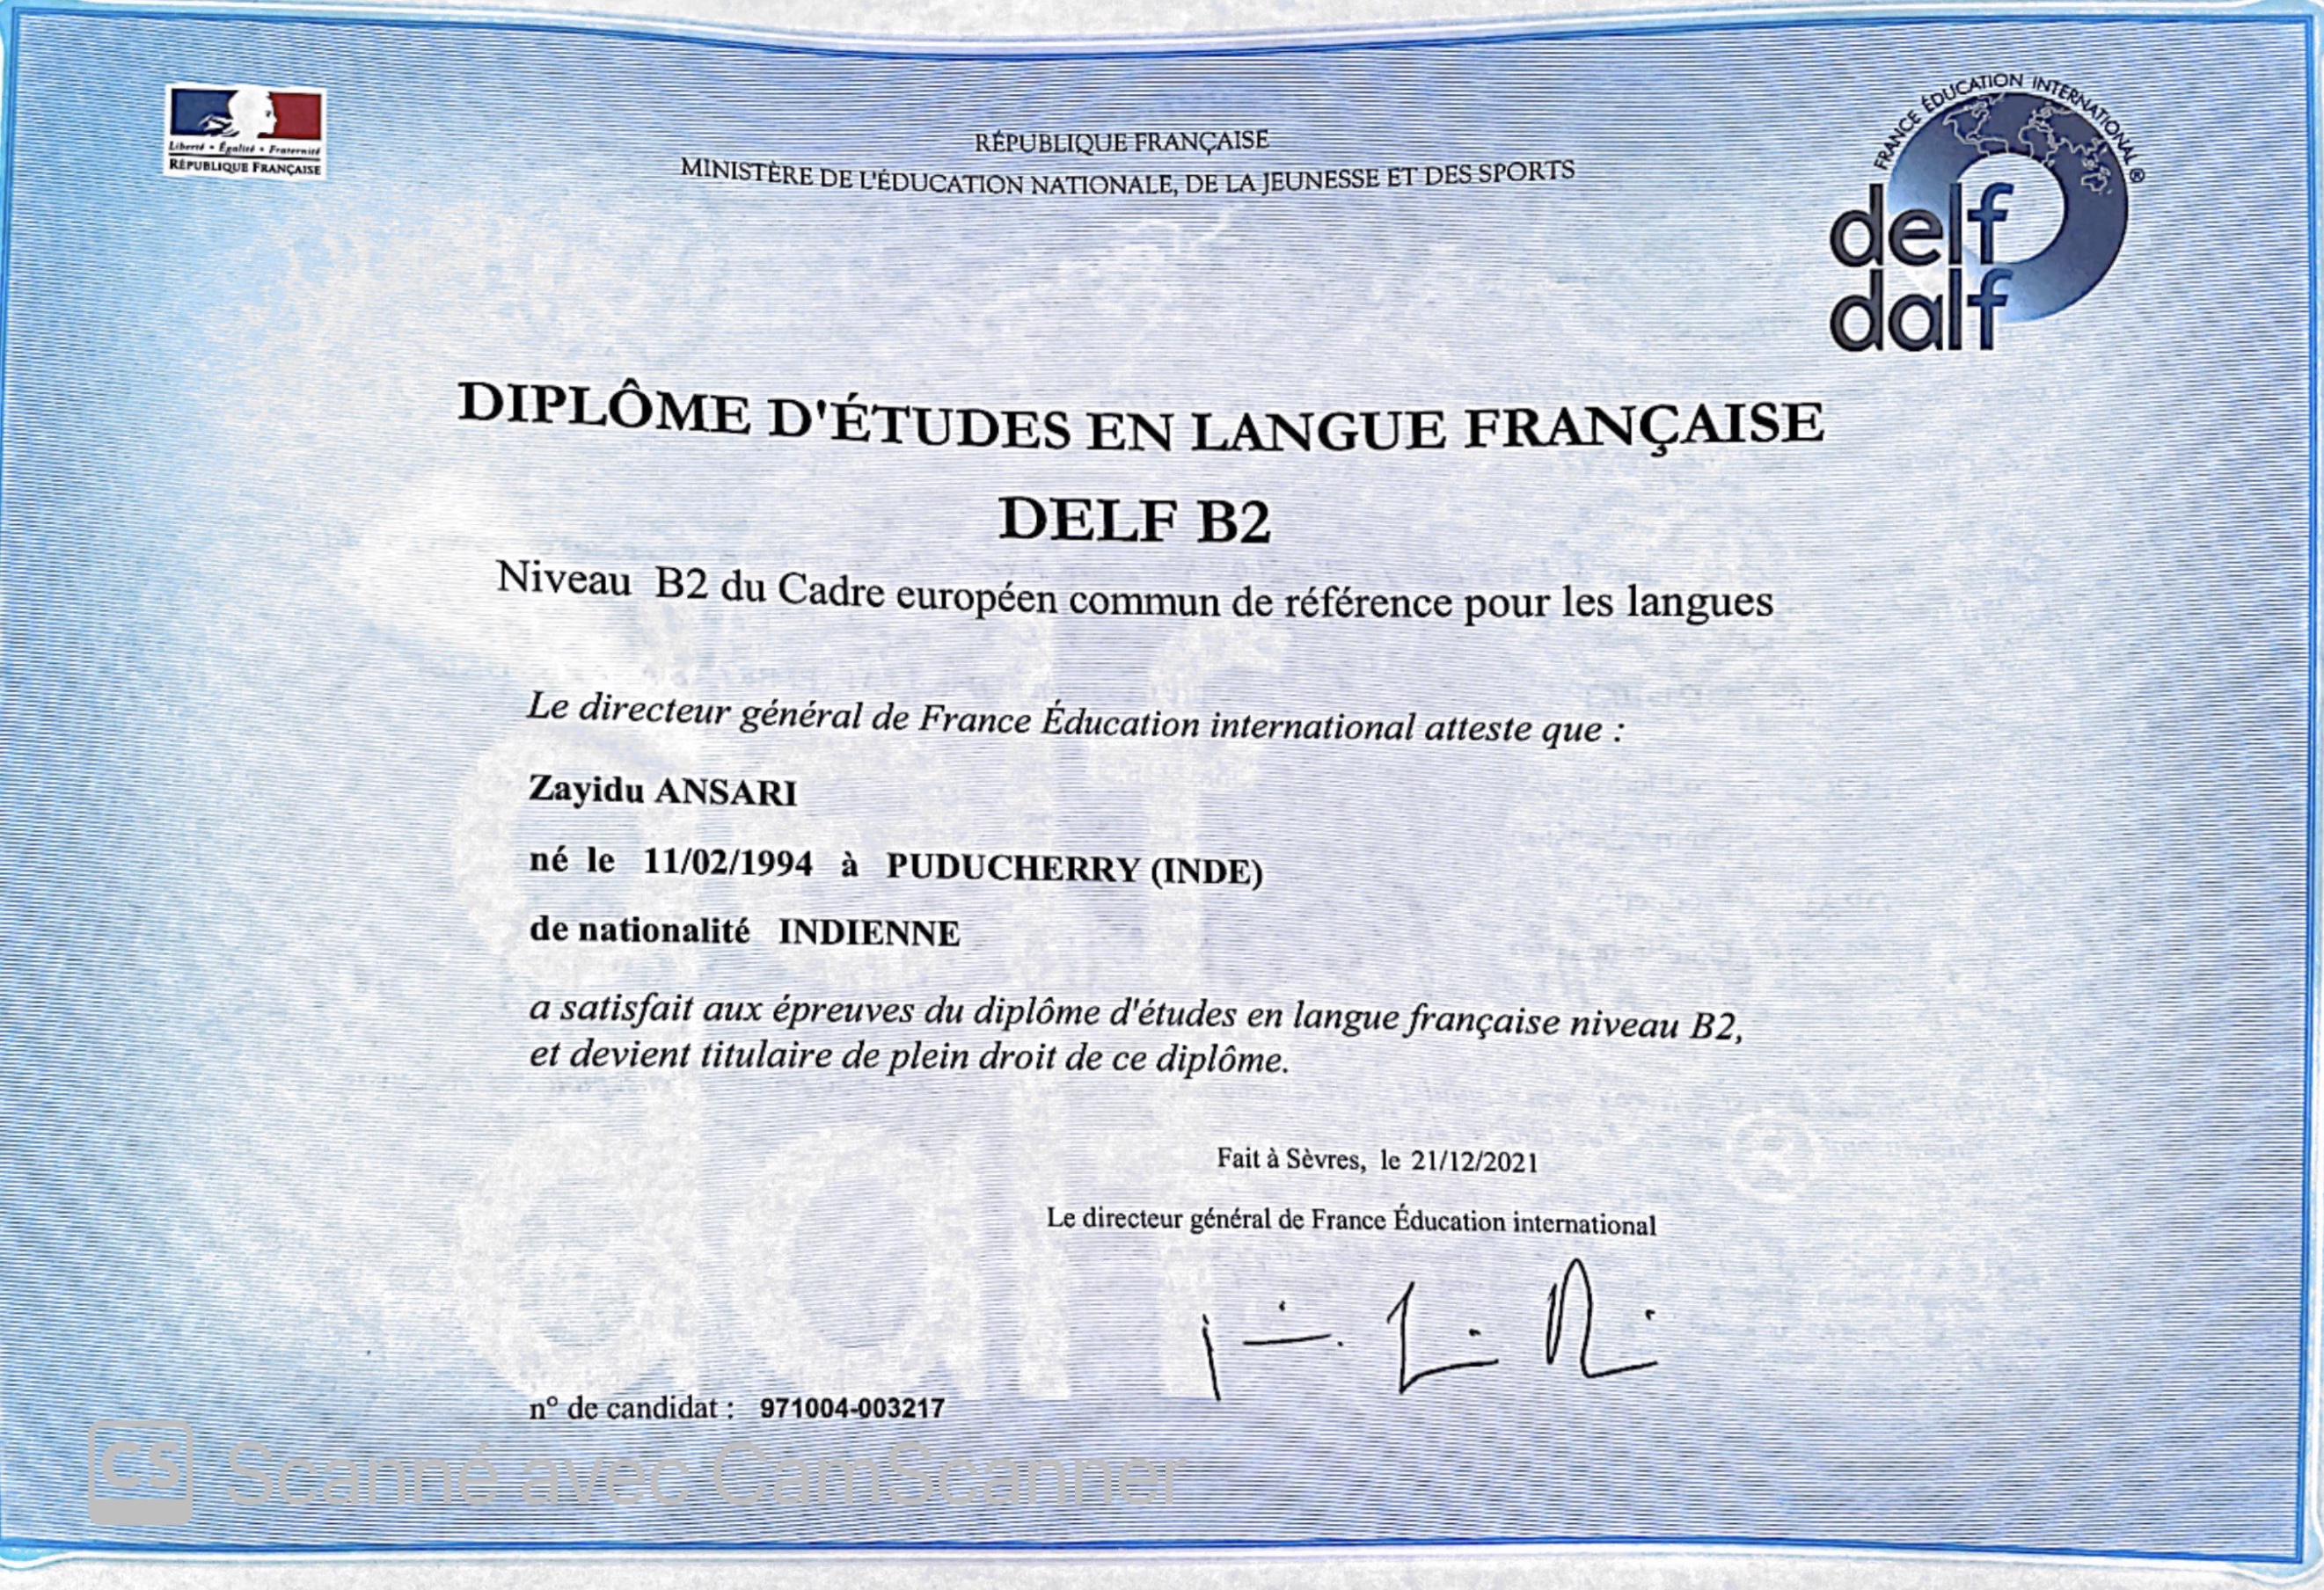 Liberté • Égalité • Fraternité
RÉPUBLIQUE FRANÇAISE
RÉPUBLIQUE FRANÇAISE
MINISTÈRE DE L'ÉDUCATION NATIONALE, DE LA JEUNESSE ET DES SPORTS
FRANCE ÉDUCATION INTERNATIONAL ®
delf
dalf
DIPLÔME D'ÉTUDES EN LANGUE FRANÇAISE
DELF B2
Niveau B2 du Cadre européen commun de référence pour les langues
Le directeur général de France Éducation international atteste que :
Zayidu ANSARI
né le 11/02/1994 à PUDUCHERRY (INDE)
de nationalité INDIENNE
a satisfait aux épreuves du diplôme d'études en langue française niveau B2,
et devient titulaire de plein droit de ce diplôme.
Fait à Sèvres, le 21/12/2021
Le directeur général de France Éducation international
n° de candidat : 971004-003217
CS Scanné avec CamScanner